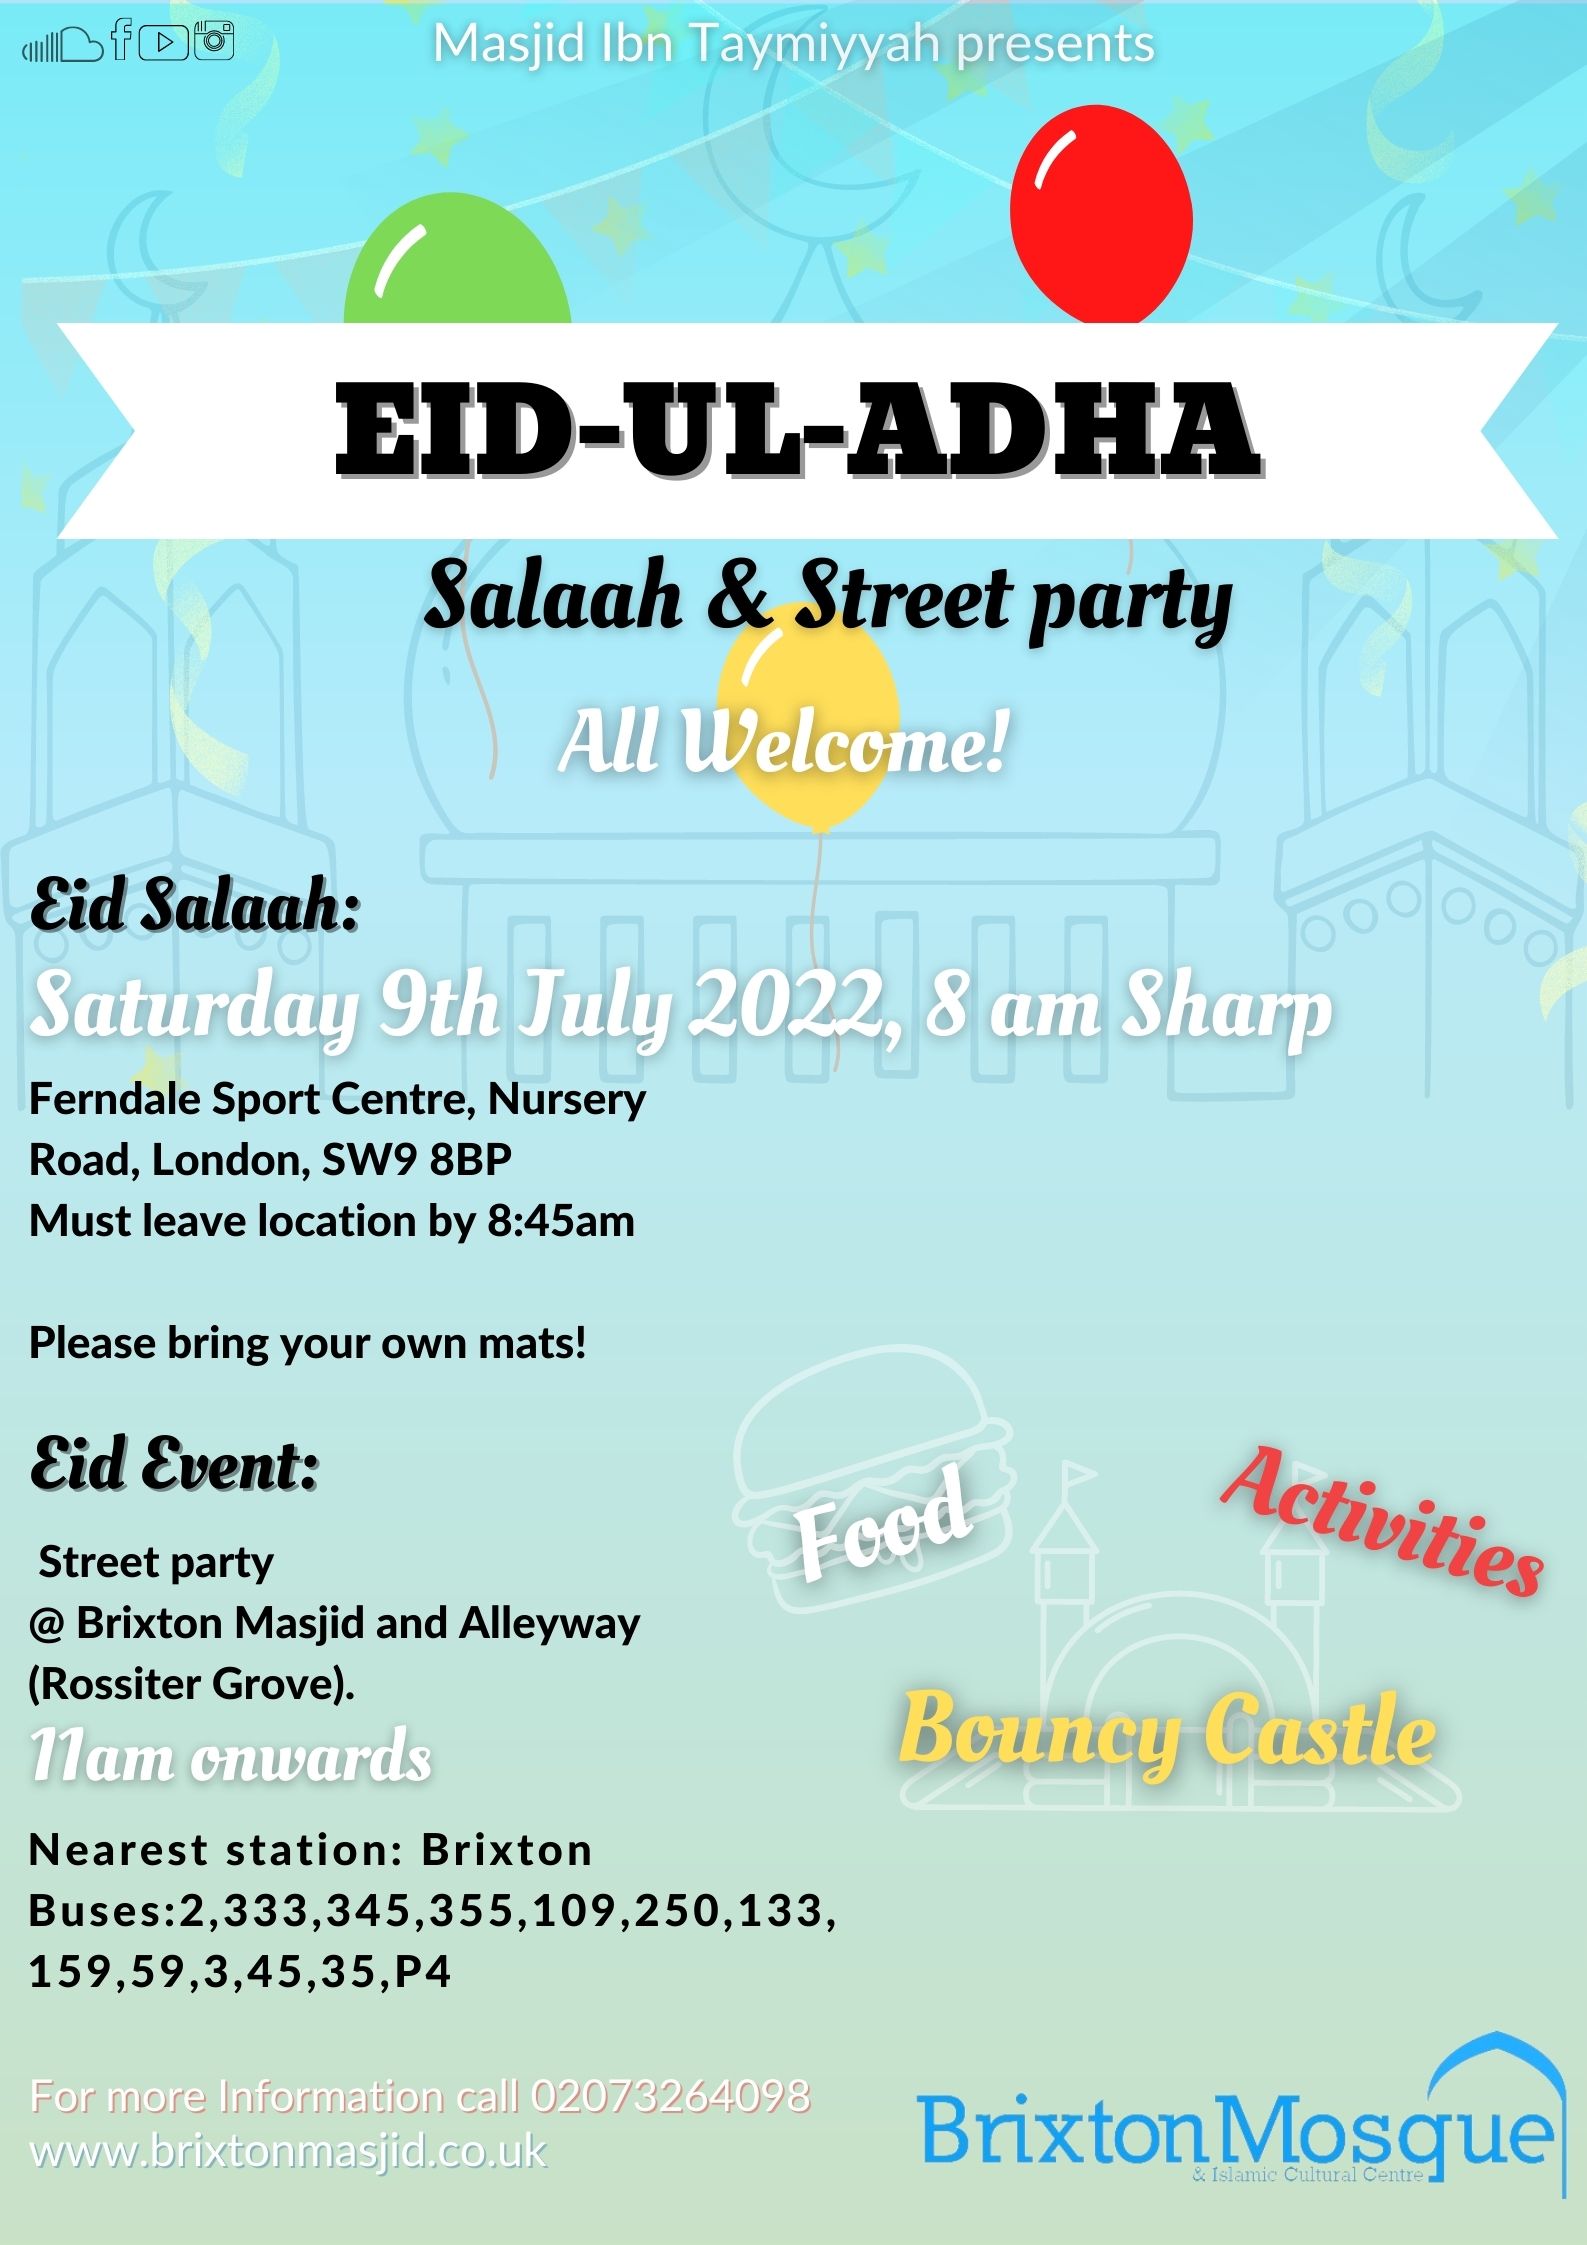 Masjid Ibn Taymiyyah presents
EID-UL-ADHA
Salaah & Street party
All Welcome!
Eid Salaah:
Saturday 9th July 2022, 8 am Sharp
Ferndale Sport Centre, Nursery
Road, London, SW9 8BP
Must leave location by 8:45am
Please bring your own mats!
Eid Event:
Street party
@ Brixton Masjid and Alleyway
(Rossiter Grove).
11am onwards
Food
Activities
Bouncy Castle
Nearest station: Brixton
Buses:2,333,345,355,109,250,133,
159,59,3,45,35,P4
For more Information call 02073264098
www.brixtonmasjid.co.uk
BrixtonMosque
& Islamic Cultural Centre